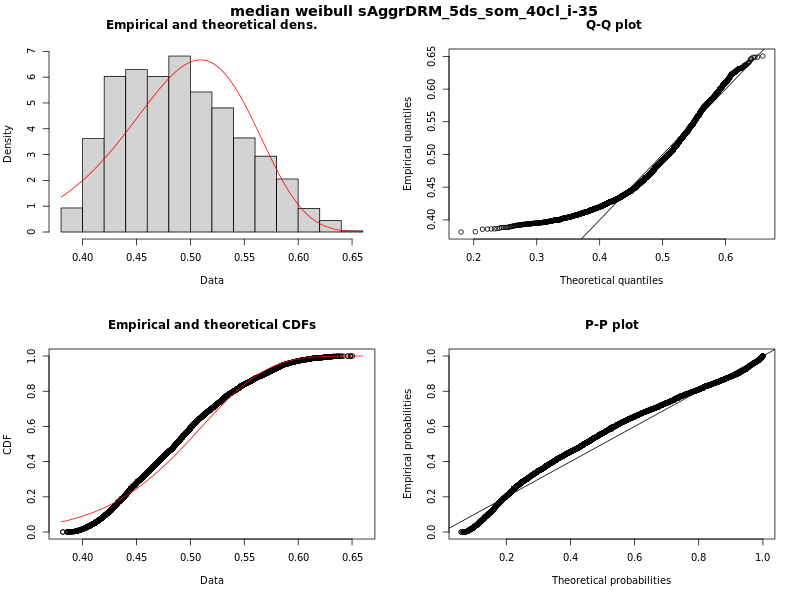 median weibull sAggrDRM_5ds_som_40cl_i-35
Empirical and theoretical dens.
Density
0 1 2 3 4 5 6 7
0.40 0.45 0.50 0.55 0.60 0.65
Data
Q-Q plot
Empirical quantiles
0.40 0.45 0.50 0.55 0.60 0.65
0.2 0.3 0.4 0.5 0.6
Theoretical quantiles
Empirical and theoretical CDFs
CDF
0.0 0.2 0.4 0.6 0.8 1.0
0.40 0.45 0.50 0.55 0.60 0.65
Data
P-P plot
Empirical probabilities
0.0 0.2 0.4 0.6 0.8 1.0
0.2 0.4 0.6 0.8 1.0
Theoretical probabilities